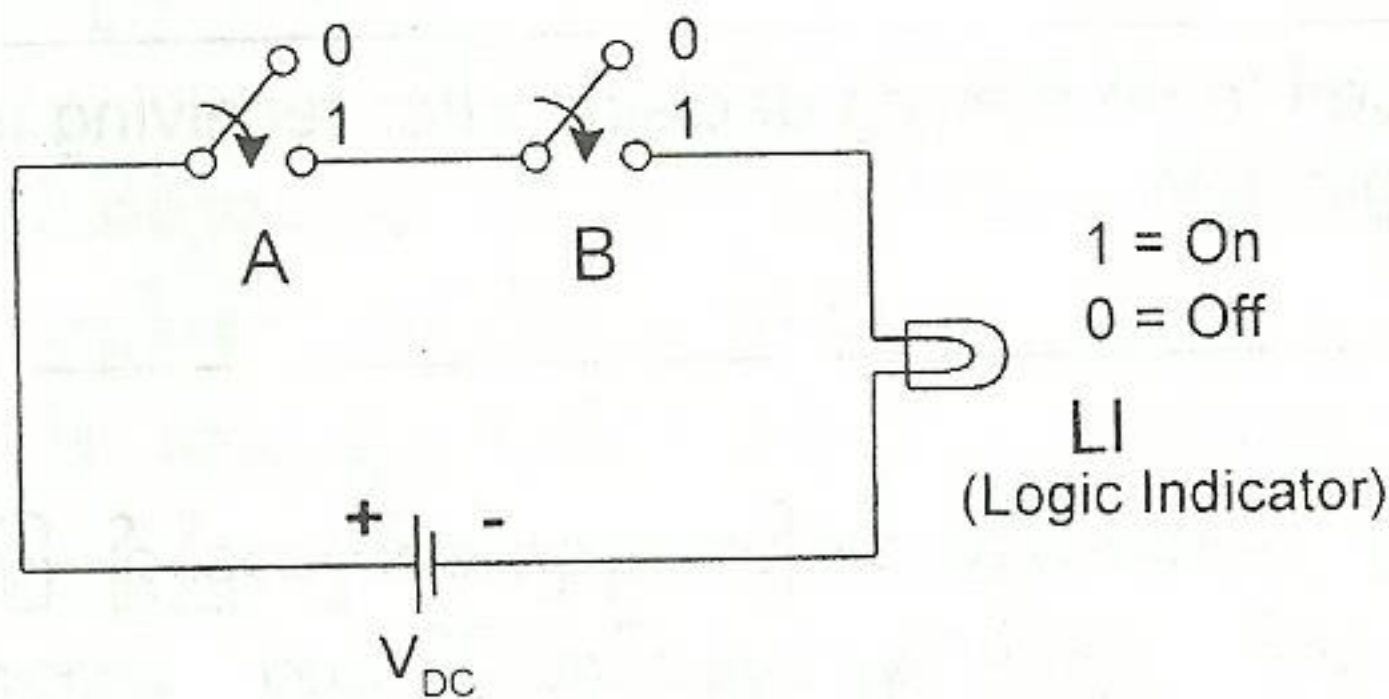 0
0
1
1
A
B
1 = On
0 = Off
LI
(Logic Indicator)
+ -
VDC